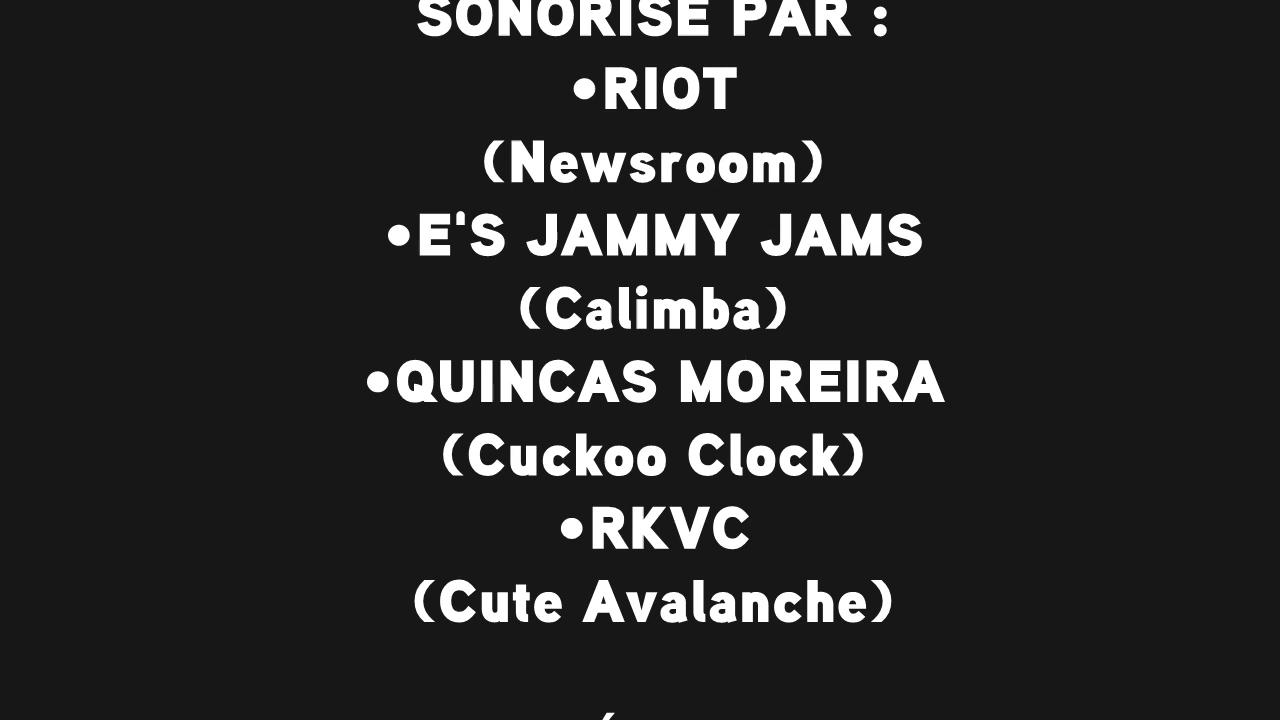 SONORISÉ PAR :
•RIOT
(Newsroom)
•E'S JAMMY JAMS
(Calimba)
•QUINCAS MOREIRA
(Cuckoo Clock)
•RKVC
(Cute Avalanche)